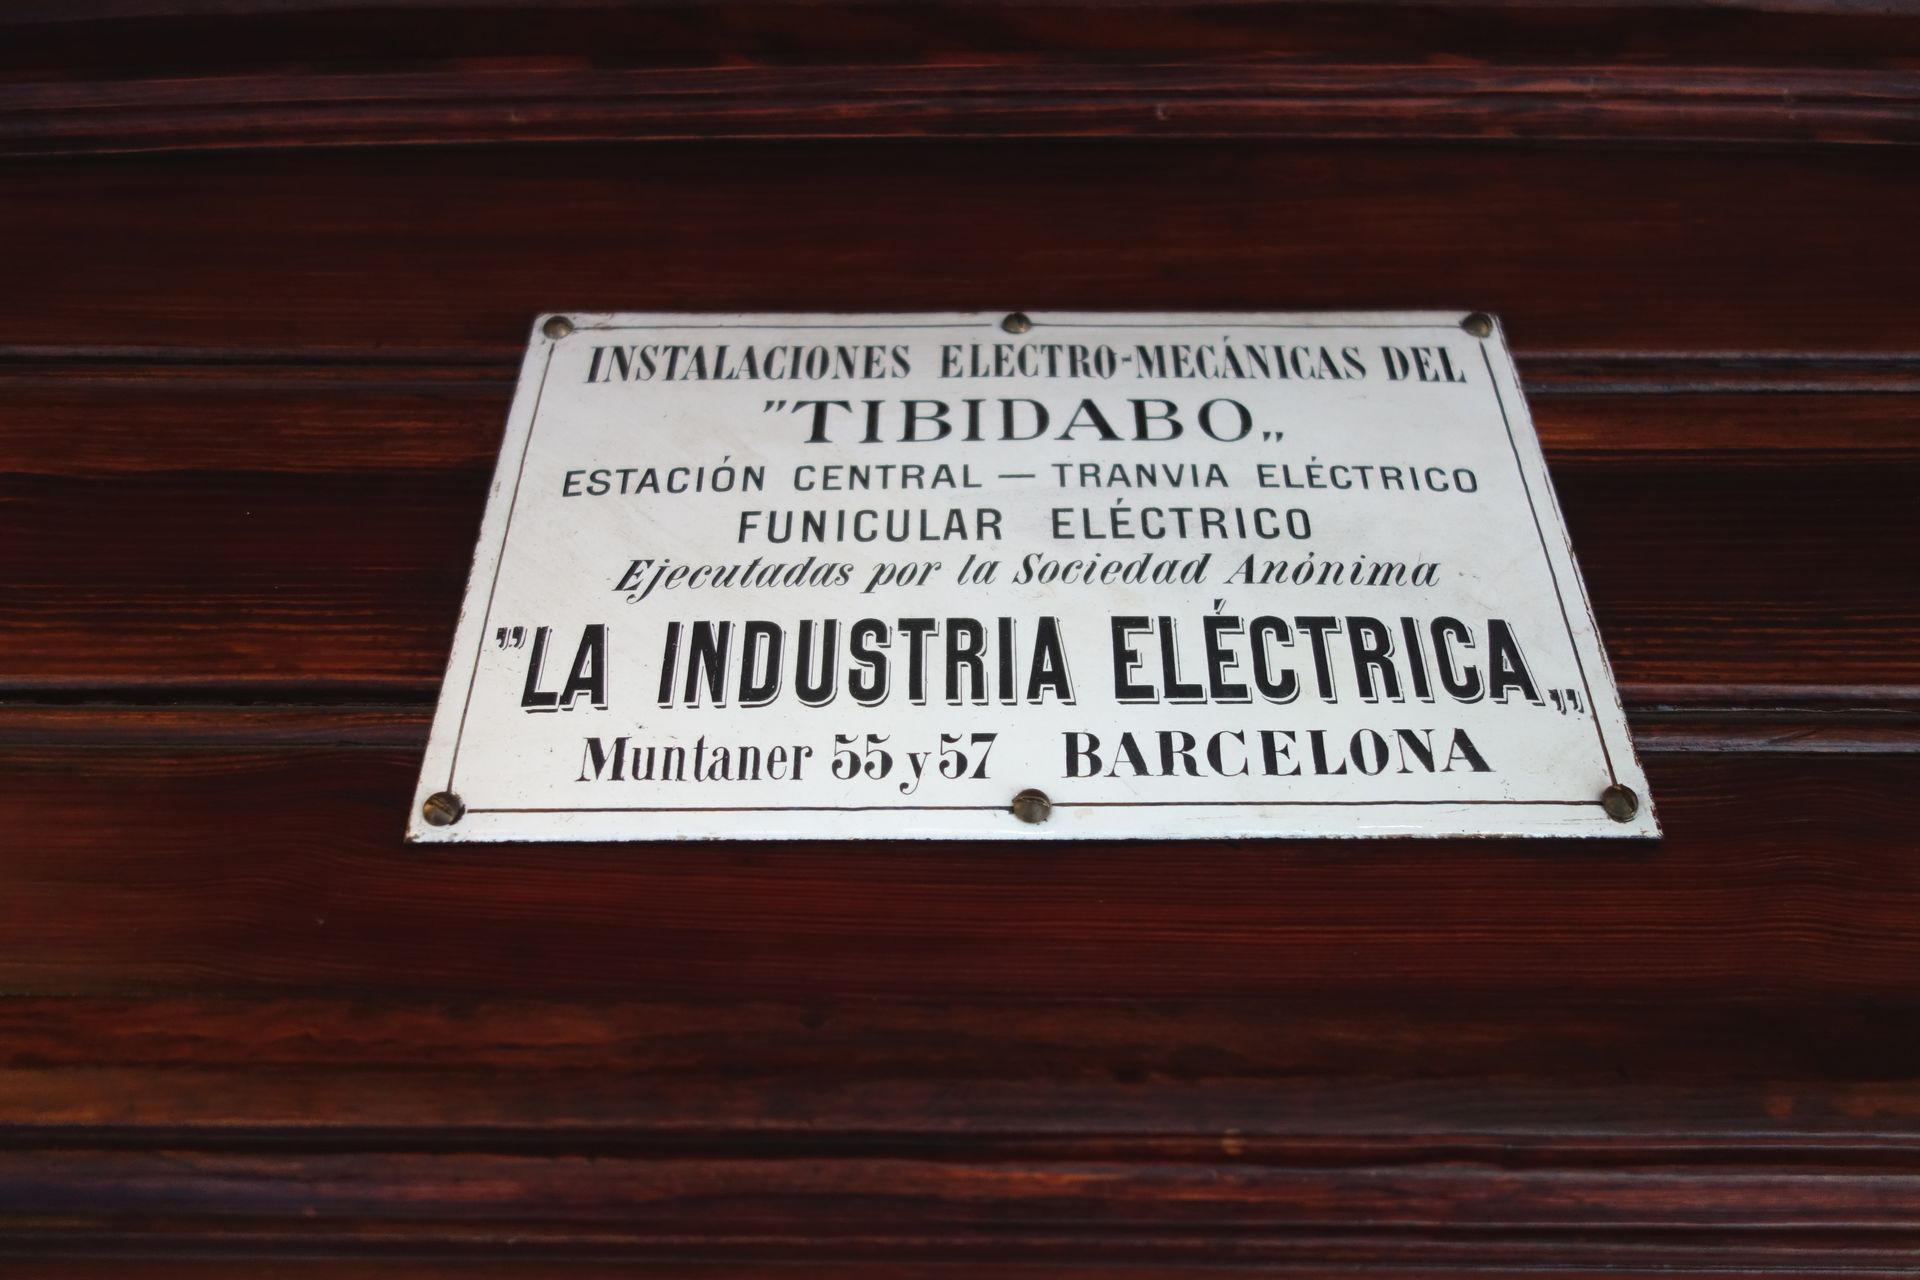 INSTALACIONES ELECTRO-MECÁNICAS DEL
"TIBIDABO„
ESTACIÓN CENTRAL — TRANVIA ELÉCTRICO
FUNICULAR ELÉCTRICO
Ejecutadas por la Sociedad Anónima
"LA INDUSTRIA ELÉCTRICA„
Muntaner 55 y 57 BARCELONA